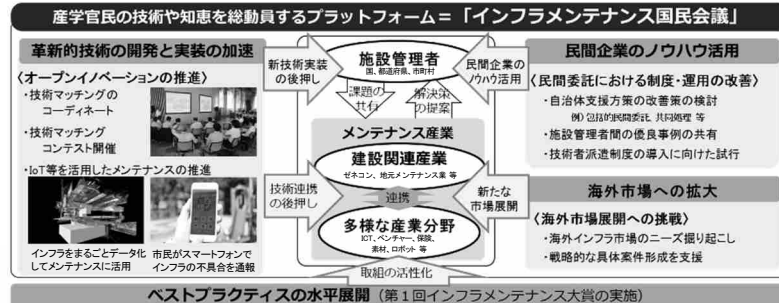 産学官民の技術や知恵を総動員するプラットフォーム＝「インフラメンテナンス国民会議」
革新的技術の開発と実装の加速
〈オープンイノベーションの推進〉
・技術マッチングの
コーディネート
・技術マッチング
コンテスト開催
・IoT等を活用したメンテナンスの推進
インフラをまるごとデータ化
してメンテナンスに活用
市民がスマートフォンで
インフラの不具合を通報
新技術実装
の後押し
施設管理者
国、都道府県、市町村
民間企業の
ノウハウ活用
課題の
共有
解決策
の提案
メンテナンス産業
建設関連産業
ゼネコン、地元メンテナンス業 等
技術連携
の後押し
連携
新たな
市場展開
多様な産業分野
ICT、ベンチャー、保険、
素材、ロボット 等
取組の活性化
民間企業のノウハウ活用
〈民間委託における制度・運用の改善〉
・自治体支援方策の改善策の検討
例）包括的民間委託、共同処理 等
・施設管理者間の優良事例の共有
・技術者派遣制度の導入に向けた試行
海外市場への拡大
〈海外市場展開への挑戦〉
・海外インフラ市場のニーズ掘り起こし
・戦略的な具体案件形成を支援
ベストプラクティスの水平展開（第１回インフラメンテナンス大賞の実施）